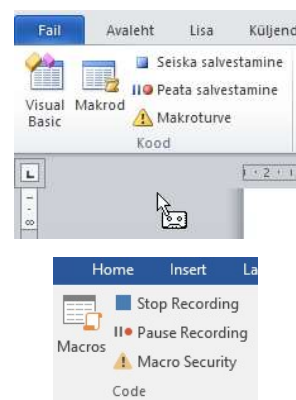 Fail Avaleht Lisa Küljend
Seiska salvestamine
Peata salvestamine
Makroturve
Visual Basic
Makrod
Kood
L
2
Home Insert La
Stop Recording
Pause Recording
Macro Security
Macros
Code